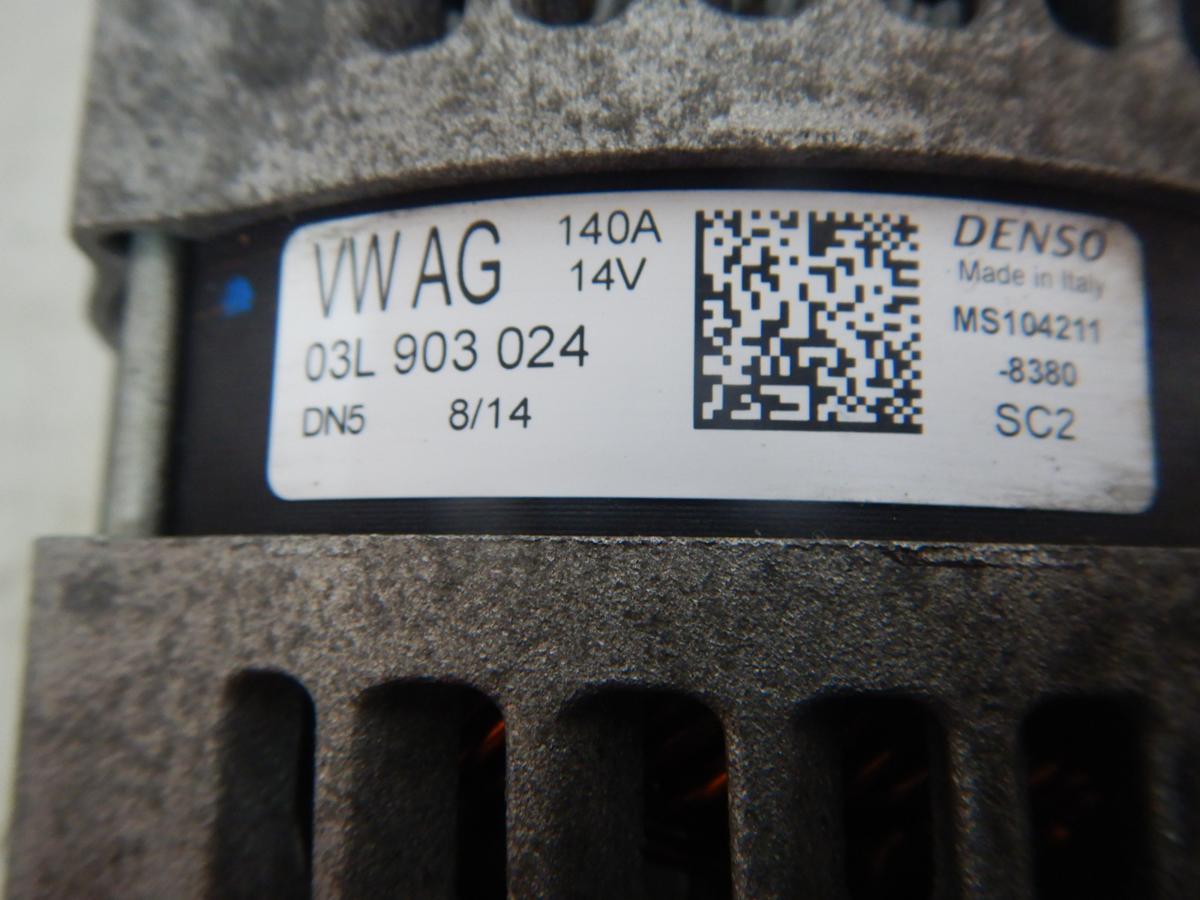 VW AG 140A
14V
03L 903 024
DN5 8/14
DENSO
Made in Italy
MS104211
-8380
SC2